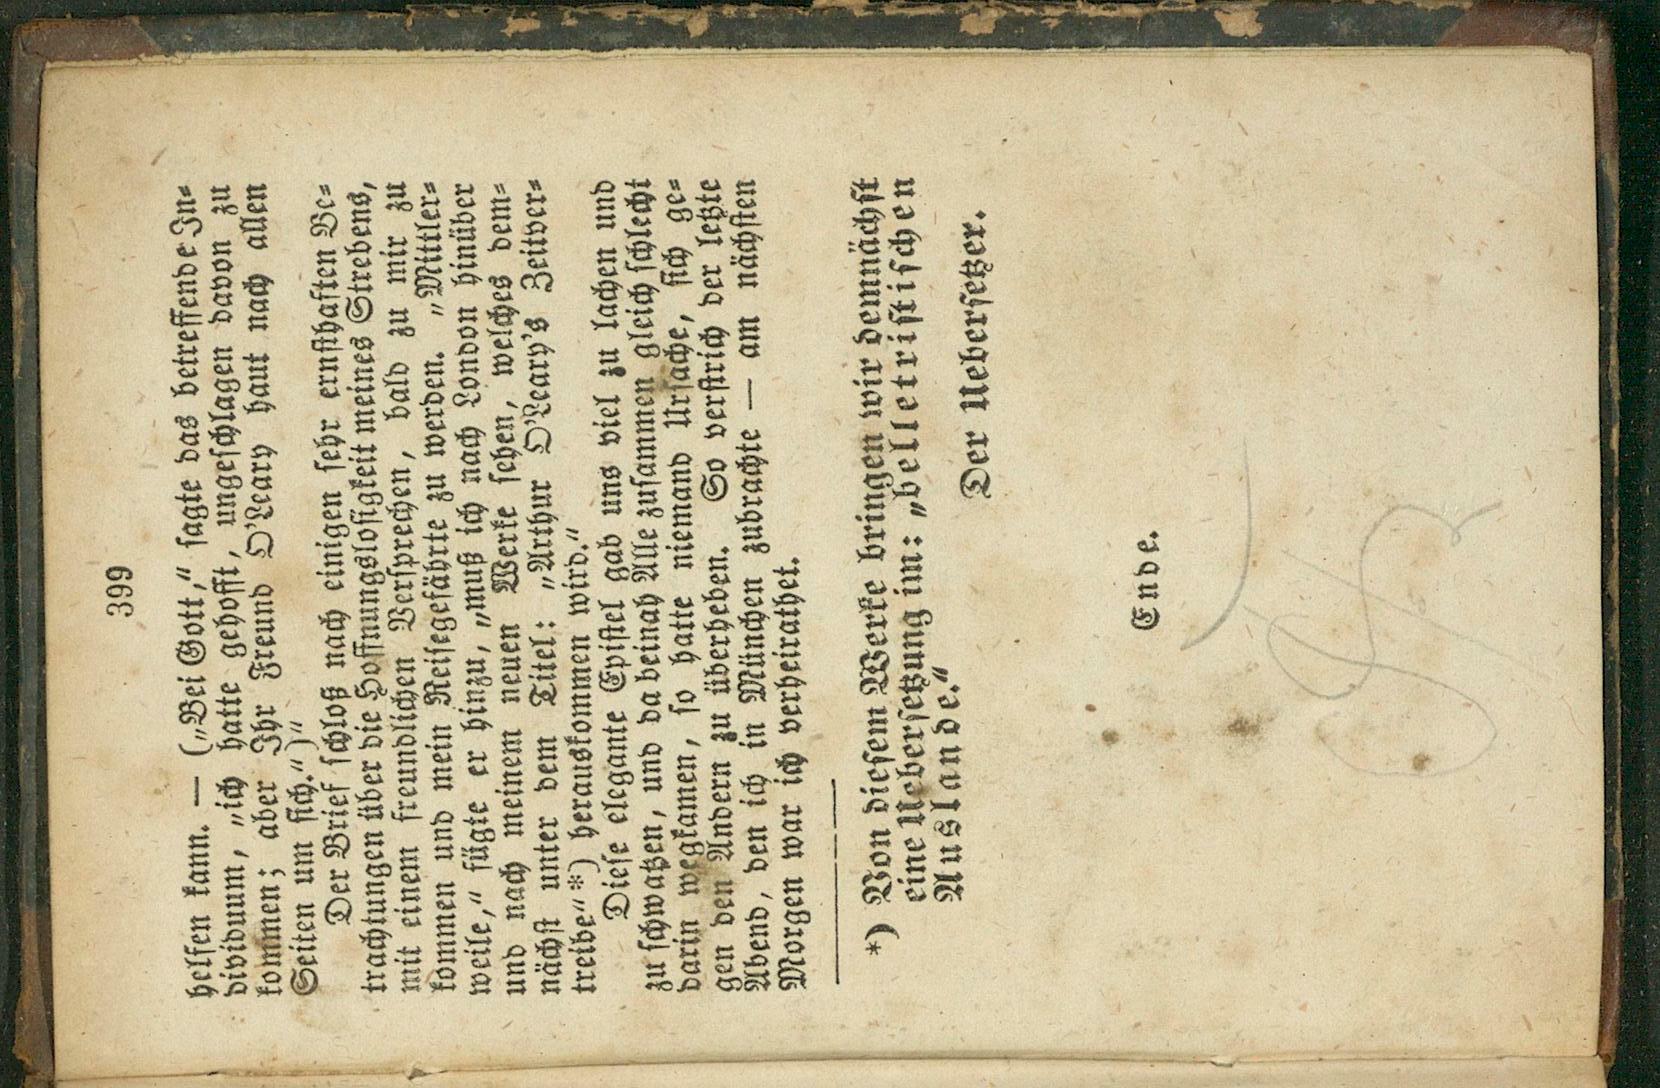 399
helfen kann. — („Bei Gott,“ sagte das betreffende In-
dividuum, „ich hatte gehofft, ungeschlagen davon zu
kommen; aber Ihr Freund O'Leary haut nach allen
Seiten um sich.“)“
Der Brief schloß nach einigen sehr ernsthaften Be-
trachtungen über die Hoffnungslosigkeit meines Strebens,
mit einem freundlichen Versprechen, bald zu mir zu
kommen und mein Reisegefährte zu werden. „Mittler-
weile,“ fügte er hinzu, „muß ich nach London hinüber
und nach meinem neuen Werke sehen, welches dem-
nächst unter dem Titel: „Arthur O'Leary's Zeitver-
treibe“*) herauskommen wird.“
Diese elegante Epistel gab uns viel zu lachen und
zu schwatzen, und da beinah Alle zusammen gleich schlecht
darin wegkamen, so hatte niemand Ursache, sich ge-
gen den Andern zu überheben. So verstrich der letzte
Abend, den ich in München zubrachte — am nächsten
Morgen war ich verheirathet.
*) Von diesem Werke bringen wir demnächst
eine Uebersetzung im: „belletristischen
Auslande.“
Der Uebersetzer.
Ende.